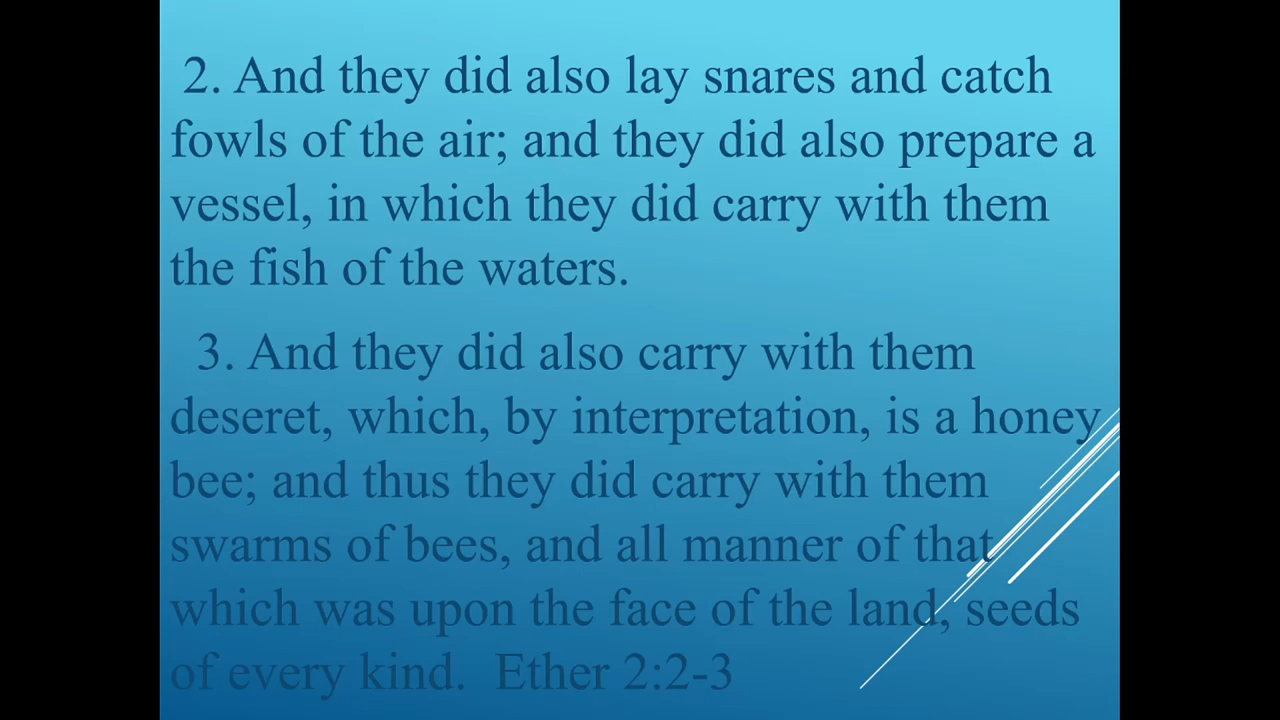 2. And they did also lay snares and catch
fowls of the air; and they did also prepare a
vessel, in which they did carry with them
the fish of the waters.
3. And they did also carry with them
deseret, which, by interpretation, is a honey
bee; and thus they did carry with them
swarms of bees, and all manner of that
which was upon the face of the land, seeds
of every kind.  Ether 2:2-3